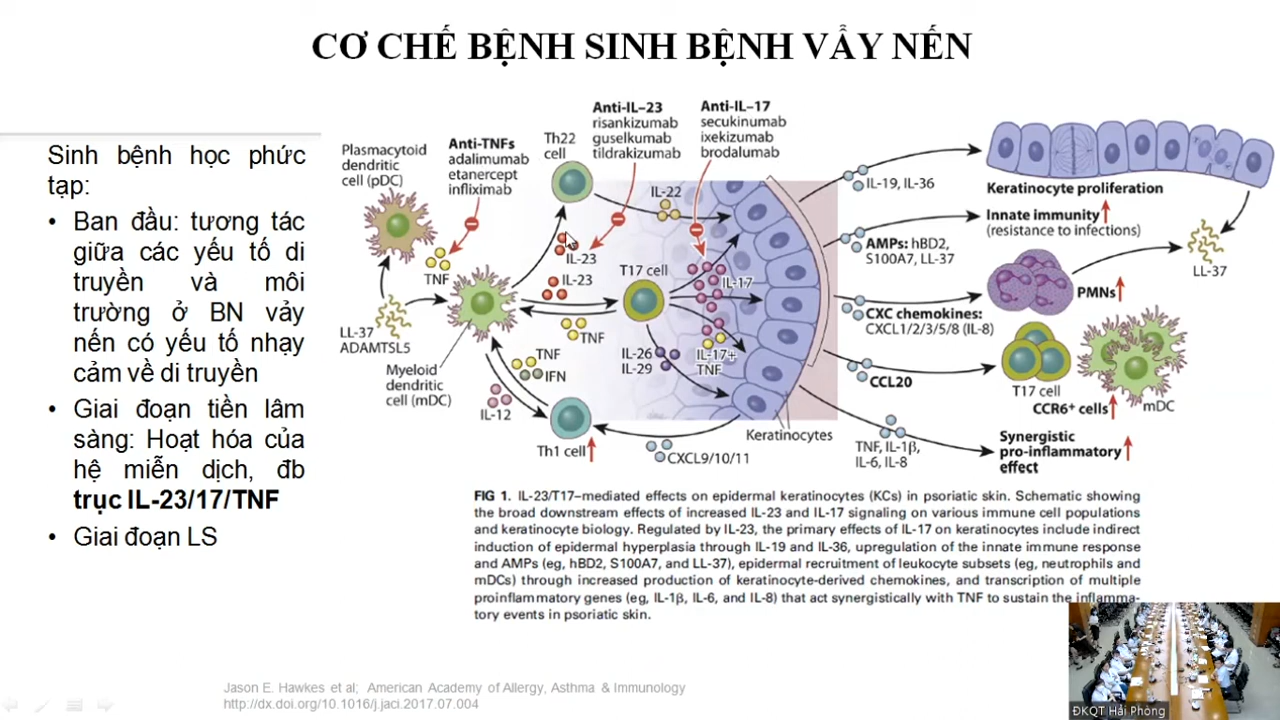 CƠ CHẾ BỆNH SINH BỆNH VẨY NẾN
Sinh bệnh học phức
tạp:
• Ban đầu: tương tác
giữa các yếu tố di
truyền và môi
trường ở BN vảy
nến có yếu tố nhạy
cảm về di truyền
• Giai đoạn tiền lâm
sàng: Hoạt hóa của
hệ miễn dịch, đb
trục IL-23/17/TNF
• Giai đoạn LS
Plasmacytoid
dendritic
cell (pDC)
Anti-TNFs
adalimumab
etanercept
infliximab
Th22
cell
Anti-IL–23
risankizumab
guselkumab
tildrakizumab
Anti-IL–17
secukinumab
ixekizumab
brodalumab
TNF
IL-22
IL-23
IL-23
T17 cell
IL-17
TNF
LL-37
ADAMTSL5
Myeloid
dendritic
cell (mDC)
TNF
IFN
IL-12
IL-26
IL-29
IL-17+
TNF
Th1 cell
CXCL9/10/11
Keratinocytes
IL-19, IL-36
Keratinocyte proliferation
Innate immunity
(resistance to infections)
AMPs: hBD2,
S100A7, LL-37
LL-37
PMNs
CXC chemokines:
CXCL1/2/3/5/8 (IL-8)
CCL20
T17 cell
mDC
CCR6+ cells
TNF, IL-1β,
IL-6, IL-8
Synergistic
pro-inflammatory
effect
FIG 1. IL-23/T17–mediated effects on epidermal keratinocytes (KCs) in psoriatic skin. Schematic showing
the broad downstream effects of increased IL-23 and IL-17 signaling on various immune cell populations
and keratinocyte biology. Regulated by IL-23, the primary effects of IL-17 on keratinocytes include indirect
induction of epidermal hyperplasia through IL-19 and IL-36, upregulation of the innate immune response
and AMPs (eg, hBD2, S100A7, and LL-37), epidermal recruitment of leukocyte subsets (eg, neutrophils and
mDCs) through increased production of keratinocyte-derived chemokines, and transcription of multiple
proinflammatory genes (eg, IL-1β, IL-6, and IL-8) that act synergistically with TNF to sustain the inflamma-
tory events in psoriatic skin.
Jason E. Hawkes et al; American Academy of Allergy, Asthma & Immunology
http://dx.doi.org/10.1016/j.jaci.2017.07.004
ĐKQT Hải Phòng